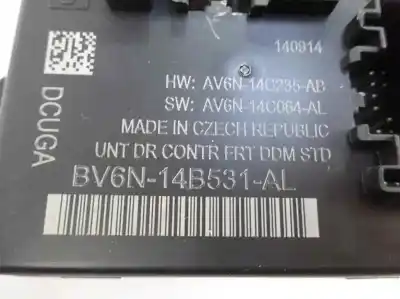 140914
HW: AV6N-14C235-AB
SW: AV6N-14C064-AL
MADE IN CZECH REPUBLIC
UNT DR CONTR FRT DDM STD
BV6N-14B531-AL
DCUGA